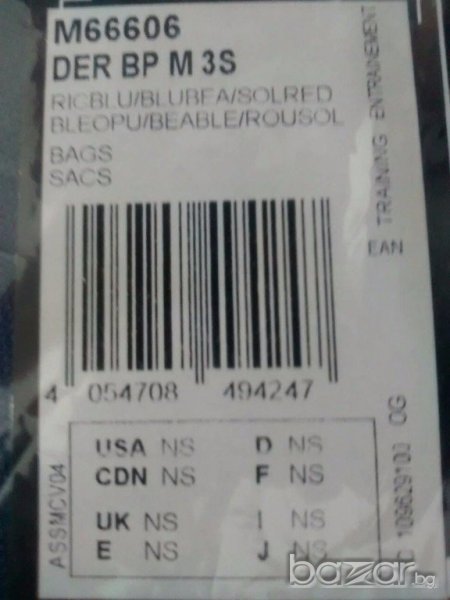 M66606
DER BP M 3S
RICBLU/BLUBEA/SOLRED
BLEOPU/BEABLE/ROUSOL
BAGS
SACS
TRAINING ENTRAINEMENT
EAN
4 054708 494247
USA NS D NS
CDN NS F NS
UK NS I NS
E NS J NS
ASSMCV04
OG
bazar.bg